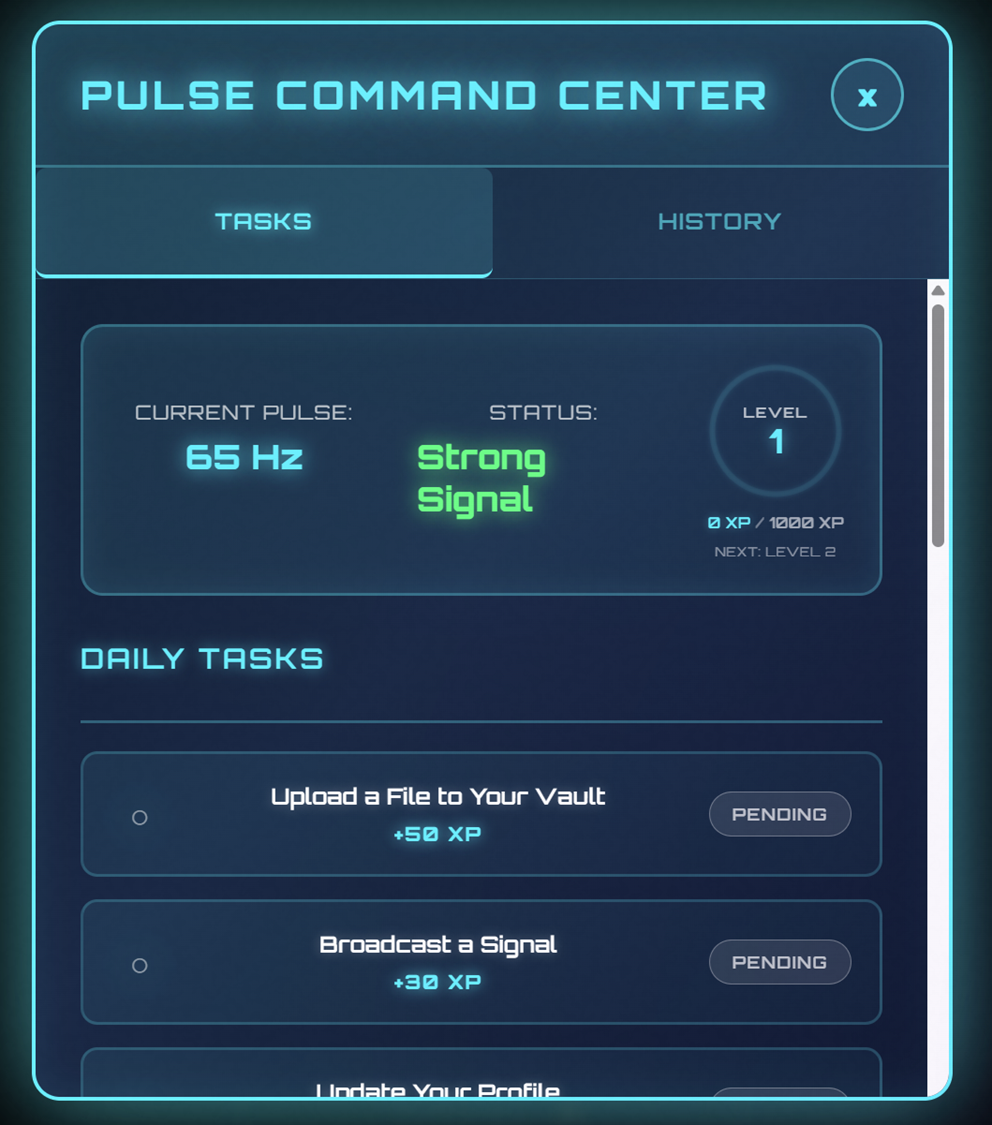 PULSE COMMAND CENTER
x
TASKS
HISTORY
CURRENT PULSE:
65 Hz
STATUS:
Strong
Signal
LEVEL
1
0 XP / 1000 XP
NEXT: LEVEL 2
DAILY TASKS
Upload a File to Your Vault
+50 XP
PENDING
Broadcast a Signal
+30 XP
PENDING
Update Your Profile